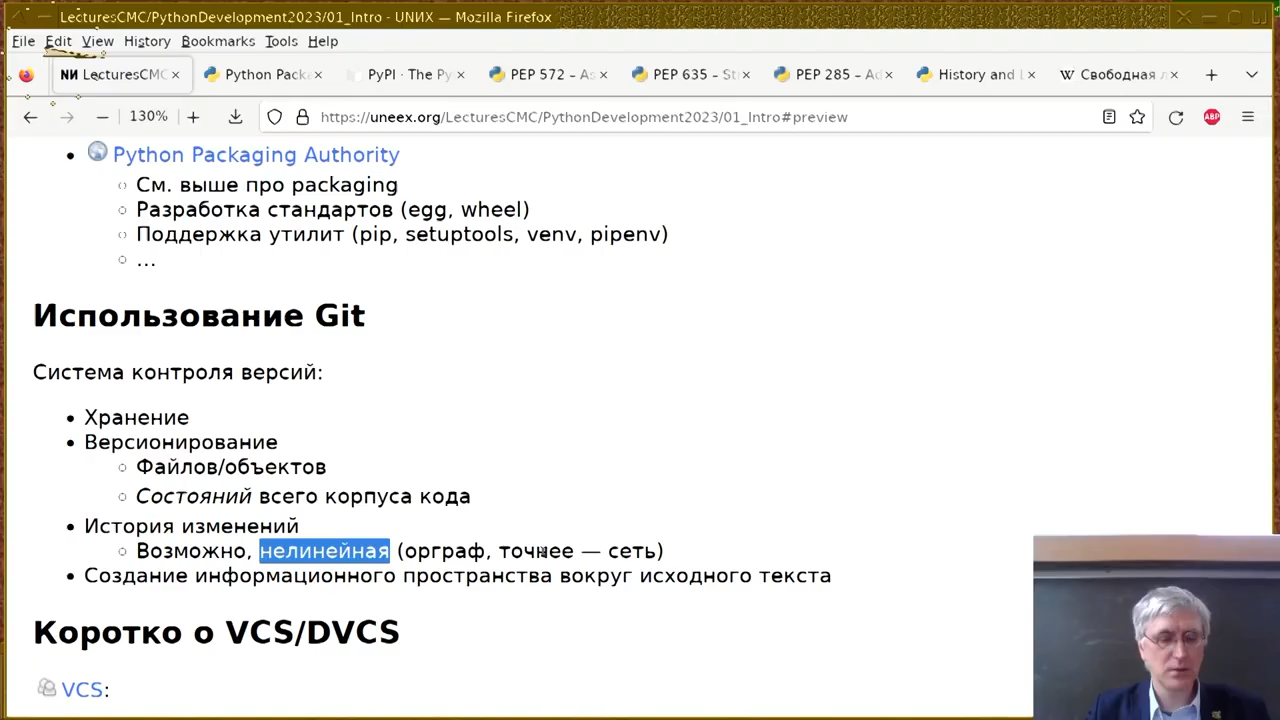 LecturesCMC/PythonDevelopment2023/01_Intro - UNИX — Mozilla Firefox
File Edit View History Bookmarks Tools Help
NИ LecturesCMC Python Pack PyPI · The Py PEP 572 – As PEP 635 – St PEP 285 – Ad History and L W Свободная л
130% https://uneex.org/LecturesCMC/PythonDevelopment2023/01_Intro#preview ABP
Python Packaging Authority
См. выше про packaging
Разработка стандартов (egg, wheel)
Поддержка утилит (pip, setuptools, venv, pipenv)
...
Использование Git
Система контроля версий:
Хранение
Версионирование
Файлов/объектов
Состояний всего корпуса кода
История изменений
Возможно, нелинейная (орграф, точнее — сеть)
Создание информационного пространства вокруг исходного текста
Коротко о VCS/DVCS
VCS: